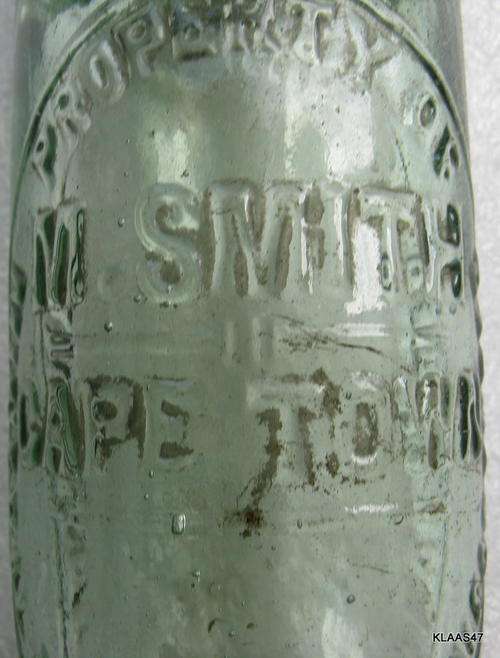 PROPERTY OF
M. SMITH
CAPE TOWN
KLAAS47